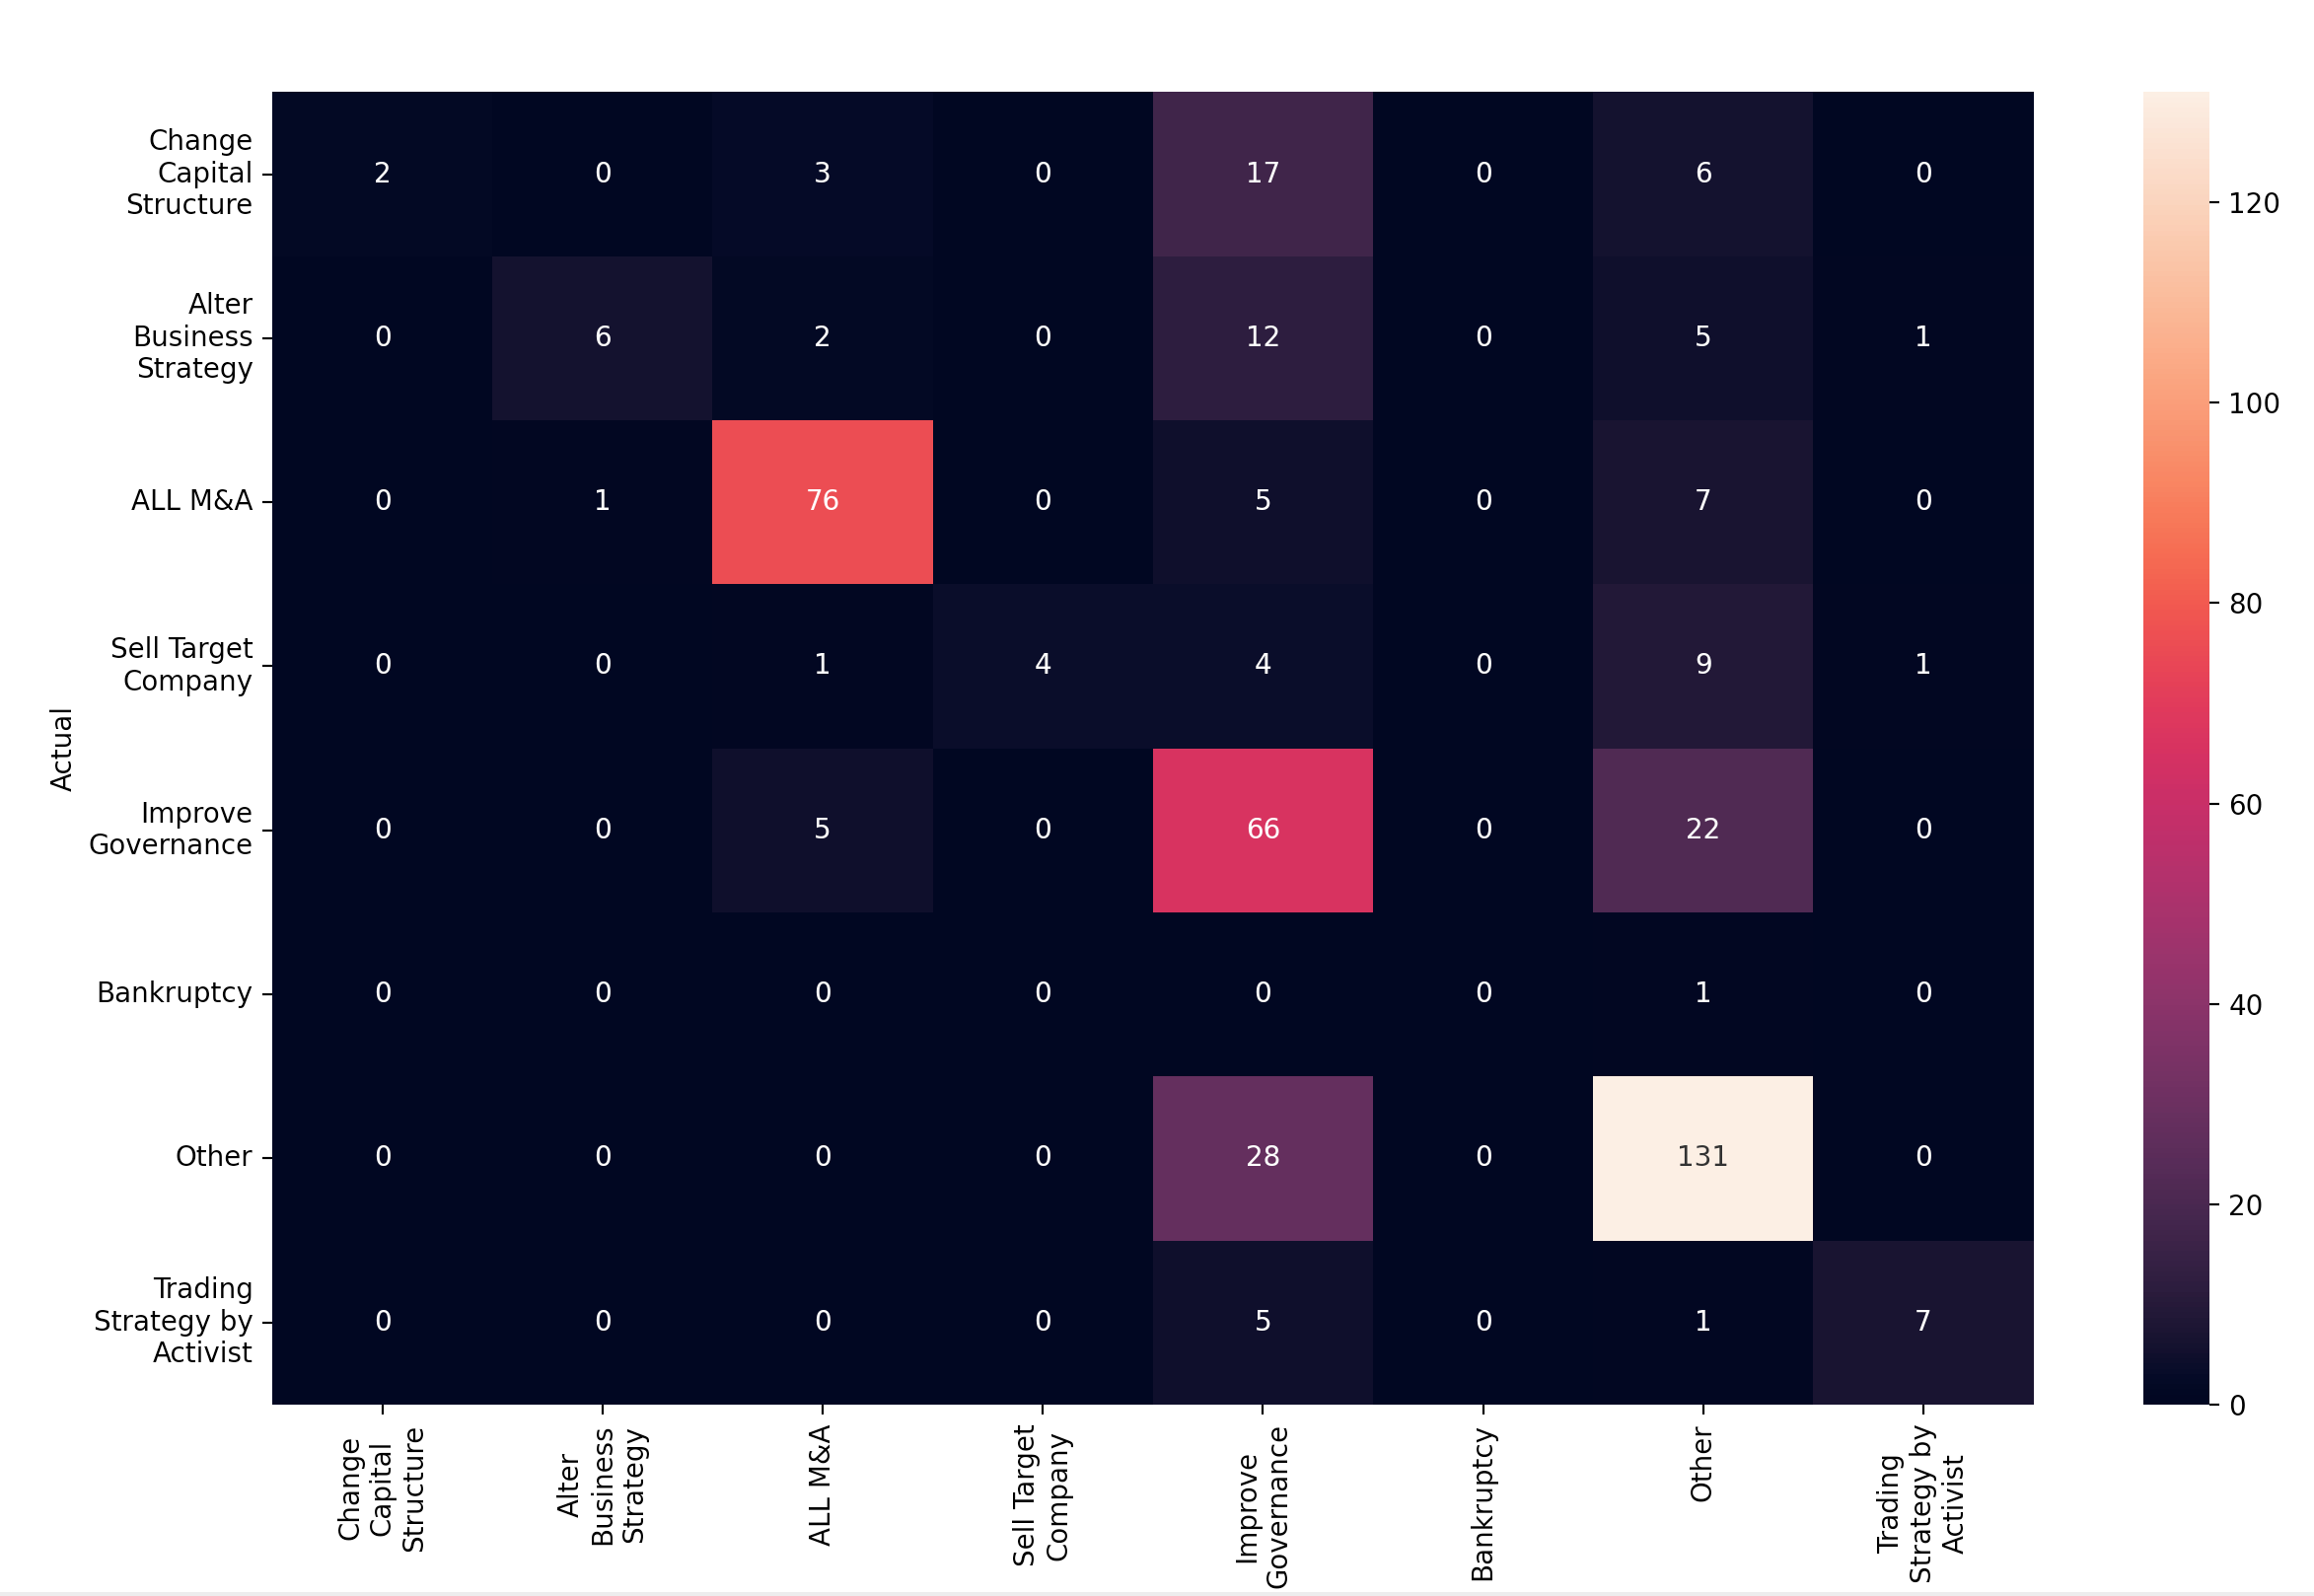 Change
Capital
Structure
2 0 3 0 17 0 6 0
Alter
Business
Strategy
0 6 2 0 12 0 5 1
ALL M&A
0 1 76 0 5 0 7 0
Sell Target
Company
0 0 1 4 4 0 9 1
Improve
Governance
0 0 5 0 66 0 22 0
Bankruptcy
0 0 0 0 0 0 1 0
Other
0 0 0 0 28 0 131 0
Trading
Strategy by
Activist
0 0 0 0 5 0 1 7
Actual
Change
Capital
Structure
Alter
Business
Strategy
ALL M&A
Sell Target
Company
Improve
Governance
Bankruptcy
Other
Trading
Strategy by
Activist
120
100
80
60
40
20
0